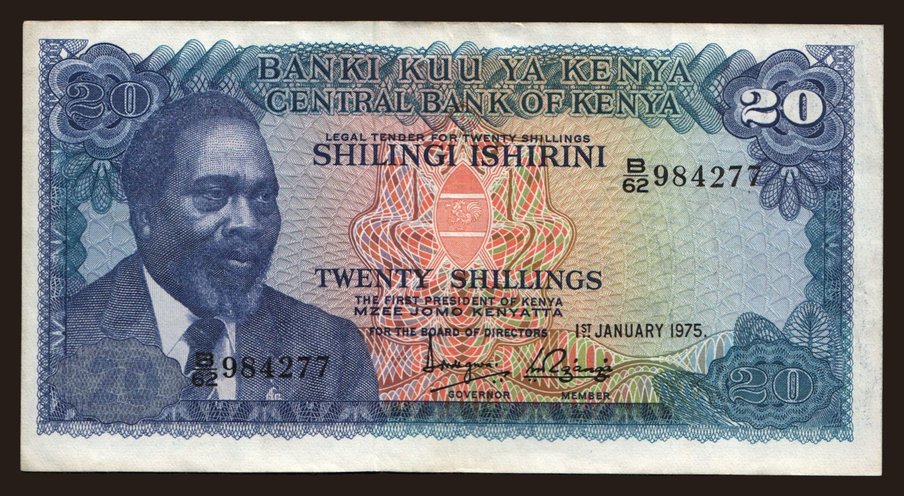 20
BANKI KUU YA KENYA
CENTRAL BANK OF KENYA
20
LEGAL TENDER FOR TWENTY SHILLINGS
SHILINGI ISHIRINI
B/62 984277
TWENTY SHILLINGS
THE FIRST PRESIDENT OF KENYA
MZEE JOMO KENYATTA
FOR THE BOARD OF DIRECTORS
1ST JANUARY 1975.
B/62 984277
GOVERNOR
MEMBER
20
20